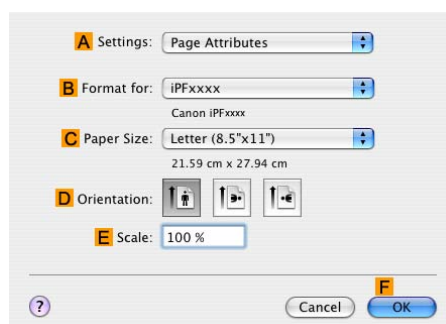 A Settings: Page Attributes
B Format for: iPFxxxx
Canon iPFxxxx
C Paper Size: Letter (8.5"x11")
21.59 cm x 27.94 cm
D Orientation:
E Scale: 100 %
F
? Cancel OK